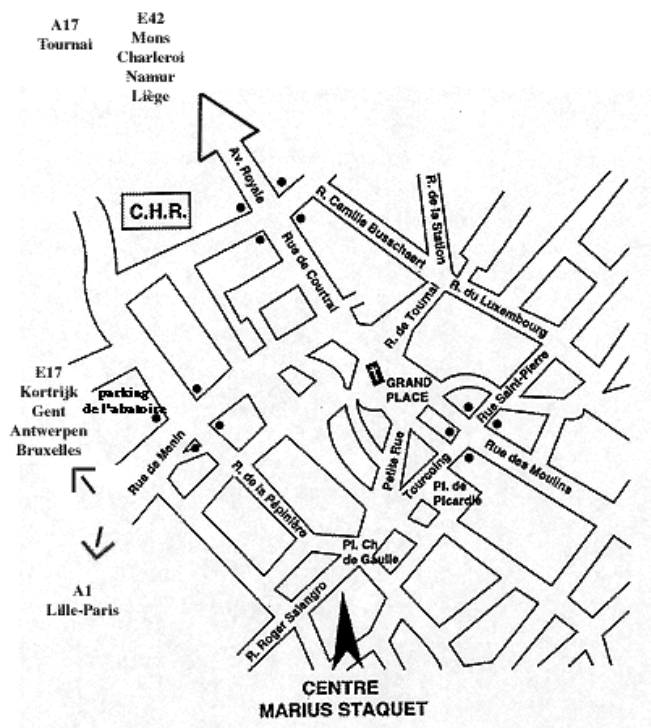 A17
Tournai
E42
Mons
Charleroi
Namur
Liège
Av. Royale
C.H.R.
R. Camille Busschaert
R. de la Station
Rue de Courtrai
R. de Tournai
R. du Luxembourg
E17
Kortrijk
Gent
Antwerpen
Bruxelles
parking
de l'abatoire
GRAND
PLACE
Rue Saint-Pierre
Rue de Menin
R. de la Pépinière
Petite Rue
Tourcoing
Pl. de
Picardie
Rue des Moulins
Pl. Ch
de Gaulle
A1
Lille-Paris
R. Roger Salengro
CENTRE
MARIUS STAQUET